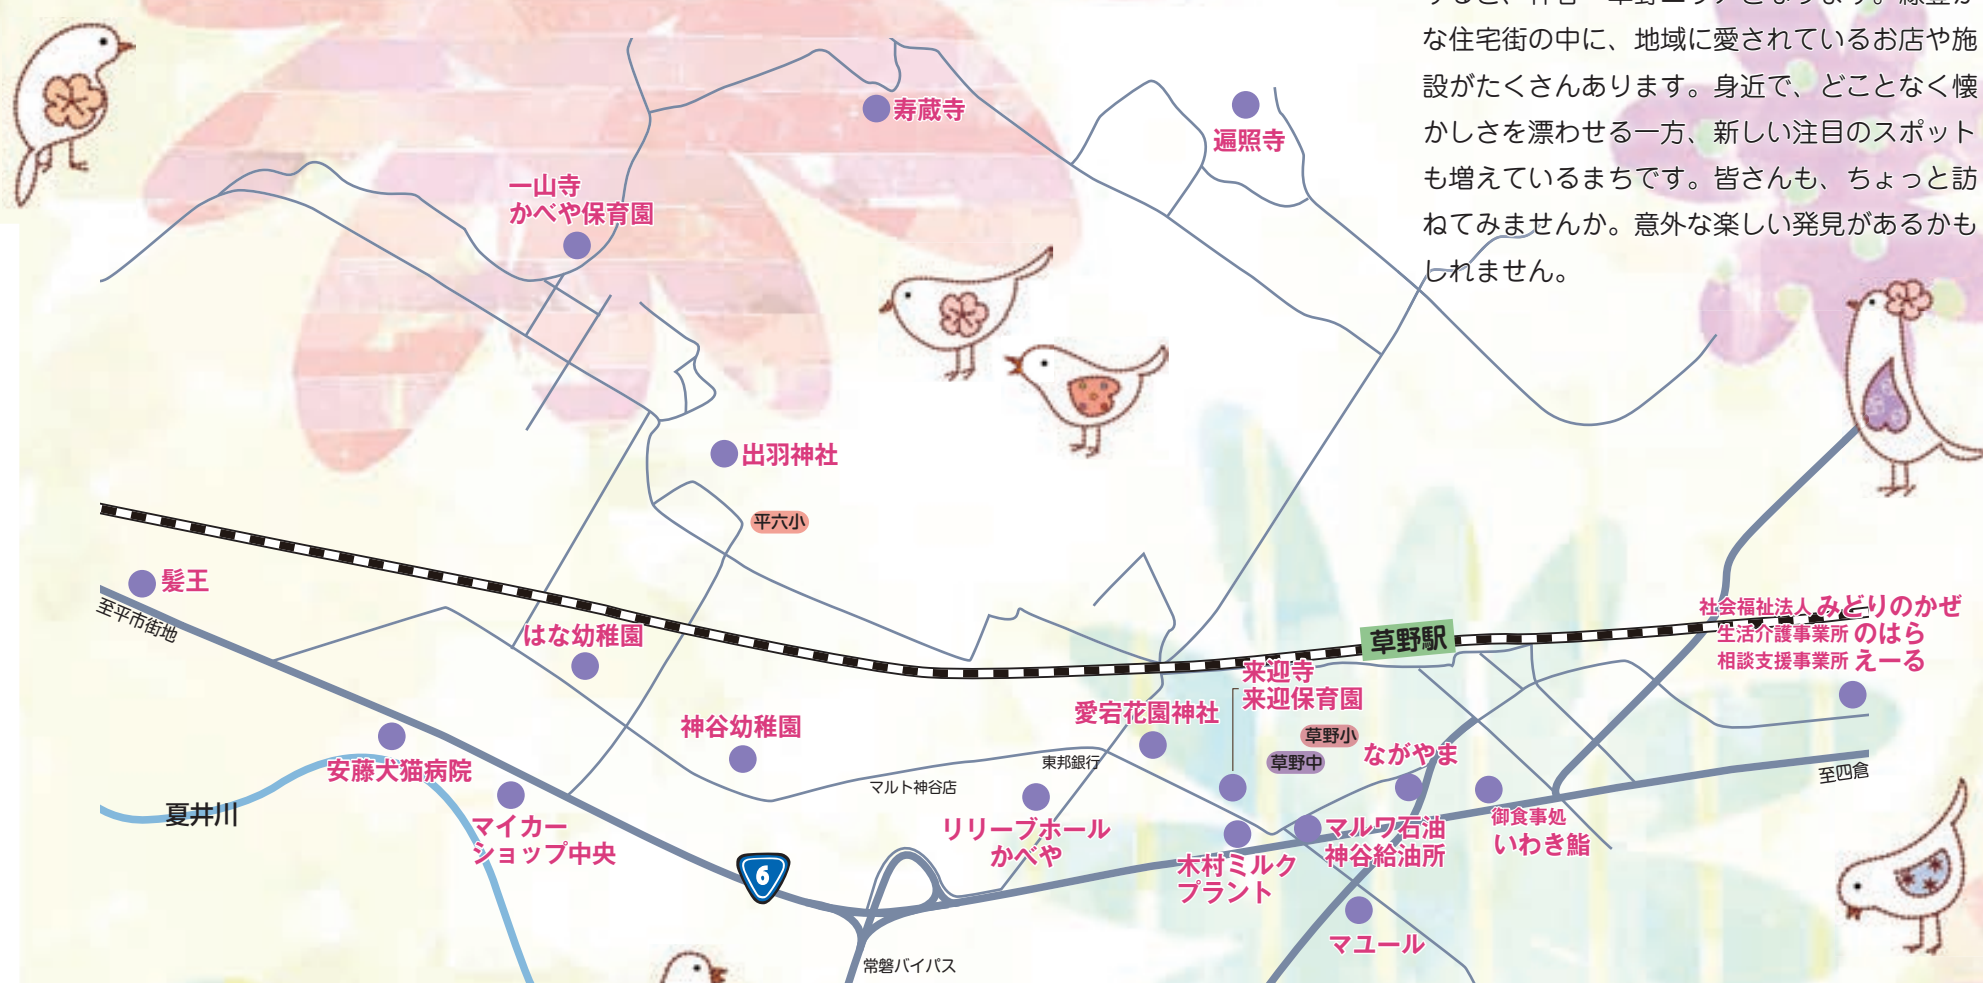 な住宅街の中に、地域に愛されているお店や施
設がたくさんあります。身近で、どことなく懐
かしさを漂わせる一方、新しい注目のスポット
も増えているまちです。皆さんも、ちょっと訪
ねてみませんか。意外な楽しい発見があるかも
しれません。
寿蔵寺
遍照寺
一山寺
かべや保育園
出羽神社
平六小
髪王
至平市街地
はな幼稚園
草野駅
社会福祉法人 みどりのかぜ
生活介護事業所 のはら
相談支援事業所 えーる
来迎寺
来迎保育園
愛宕花園神社
神谷幼稚園
草野小
草野中
ながやま
安藤犬猫病院
東邦銀行
マルト神谷店
至四倉
夏井川
マイカー
ショップ中央
リリーブホール
かべや
マルワ石油
神谷給油所
御食事処
いわき鮨
木村ミルク
プラント
6
マユール
常磐バイパス